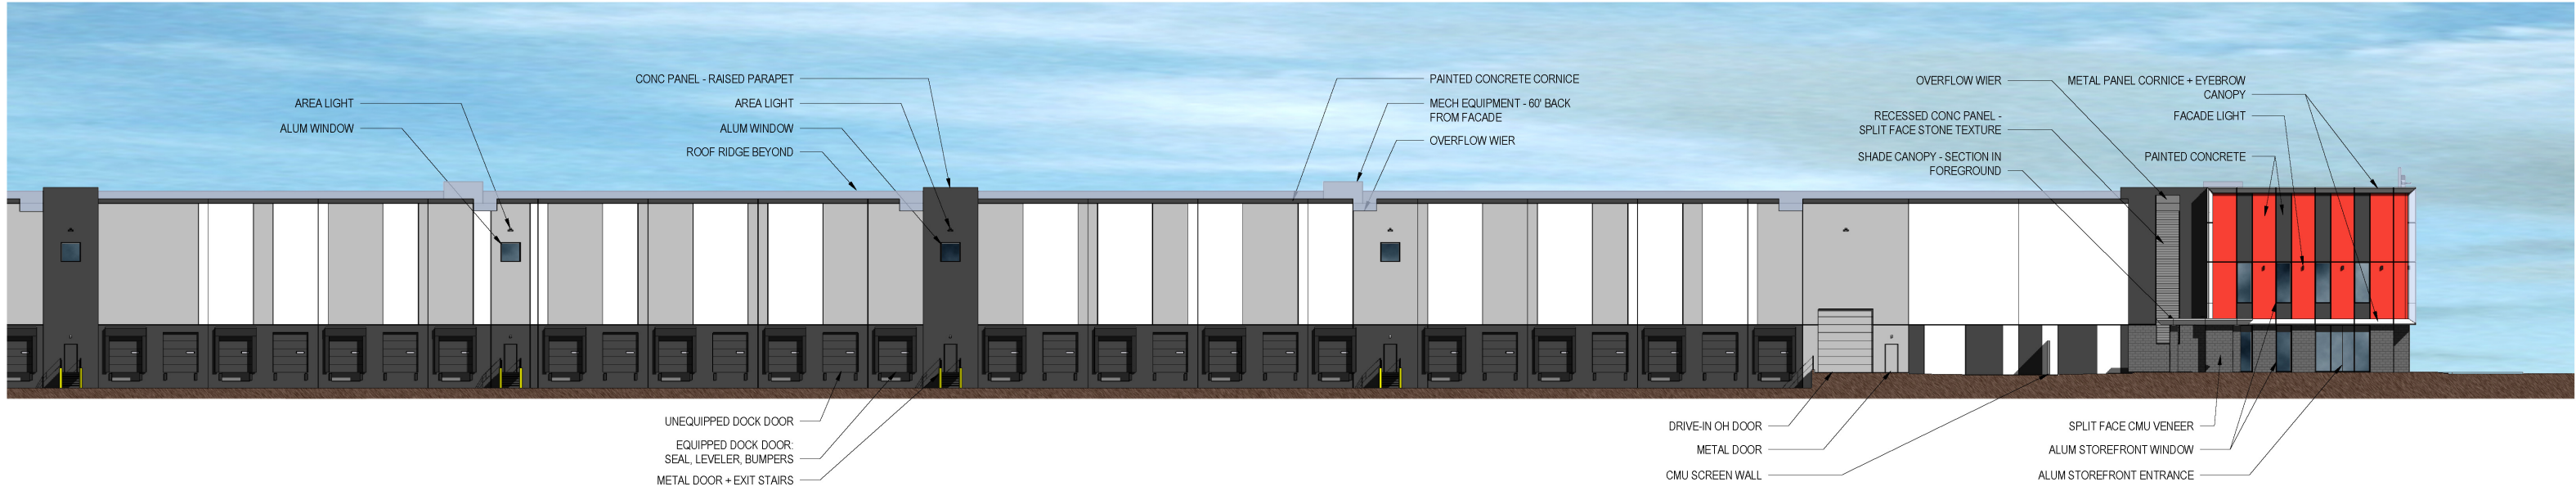 CONC PANEL - RAISED PARAPET
AREA LIGHT
ALUM WINDOW
AREA LIGHT
ALUM WINDOW
ROOF RIDGE BEYOND
PAINTED CONCRETE CORNICE
MECH EQUIPMENT - 60' BACK
FROM FACADE
OVERFLOW WIER
OVERFLOW WIER
RECESSED CONC PANEL -
SPLIT FACE STONE TEXTURE
SHADE CANOPY - SECTION IN
FOREGROUND
METAL PANEL CORNICE + EYEBROW
CANOPY
FACADE LIGHT
PAINTED CONCRETE
UNEQUIPPED DOCK DOOR
EQUIPPED DOCK DOOR:
SEAL, LEVELER, BUMPERS
METAL DOOR + EXIT STAIRS
DRIVE-IN OH DOOR
METAL DOOR
CMU SCREEN WALL
SPLIT FACE CMU VENEER
ALUM STOREFRONT WINDOW
ALUM STOREFRONT ENTRANCE